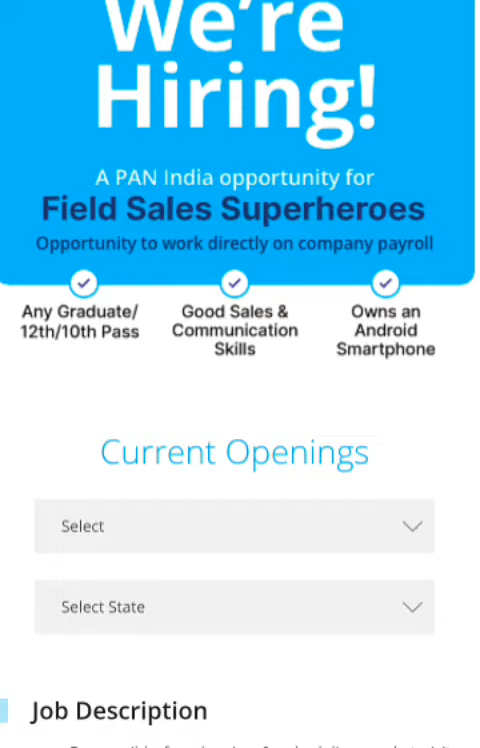 We're
Hiring!
A PAN India opportunity for
Field Sales Superheroes
Opportunity to work directly on company payroll
Any Graduate/
12th/10th Pass
Good Sales &
Communication
Skills
Owns an
Android
Smartphone
Current Openings
Select
Select State
Job Description